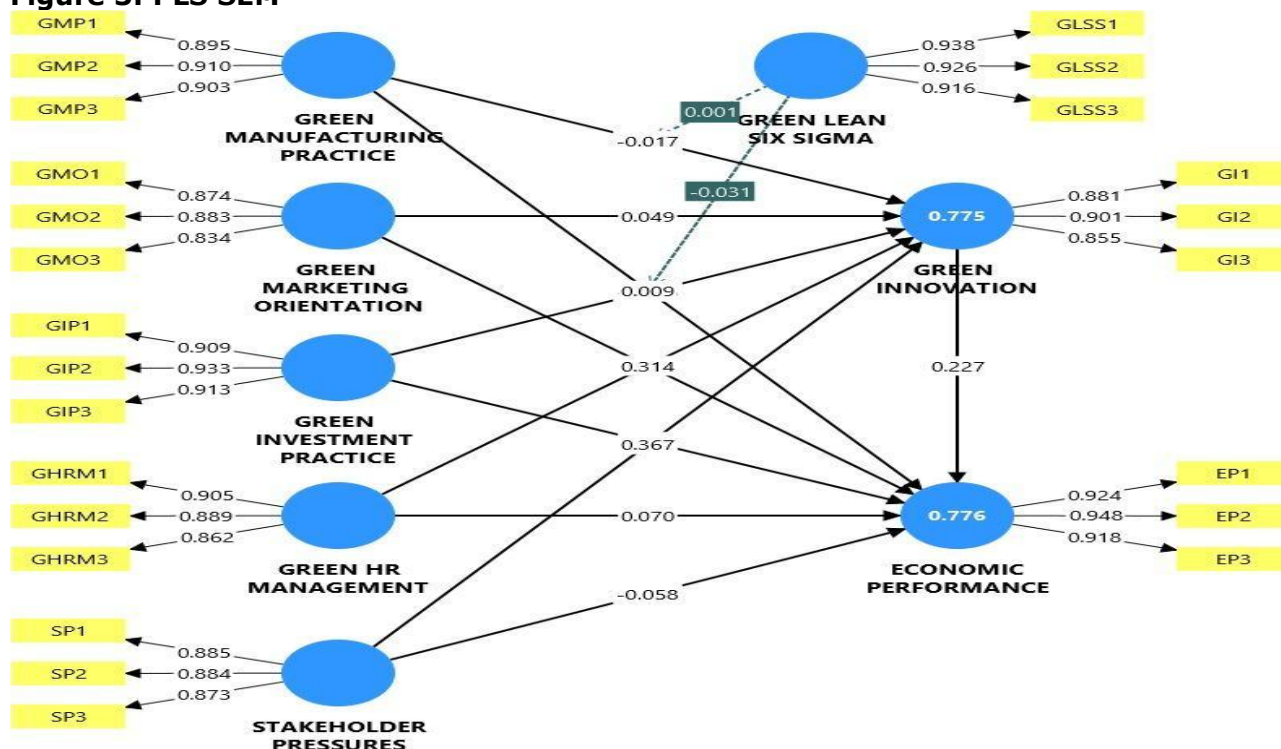 Figure 3. PLS-SEM
GMP1
GMP2
GMP3
0.895
0.910
0.903
GREEN
MANUFACTURING
PRACTICE
GLSS1
GLSS2
GLSS3
0.938
0.926
0.916
GREEN LEAN
SIX SIGMA
0.001
-0.017
-0.031
GMO1
GMO2
GMO3
0.874
0.883
0.834
GREEN
MARKETING
ORIENTATION
0.049
0.775
GREEN
INNOVATION
0.881
0.901
0.855
GI1
GI2
GI3
0.009
GIP1
GIP2
GIP3
0.909
0.933
0.913
GREEN
INVESTMENT
PRACTICE
0.314
0.227
0.367
GHRM1
GHRM2
GHRM3
0.905
0.889
0.862
GREEN HR
MANAGEMENT
0.070
0.776
ECONOMIC
PERFORMANCE
0.924
0.948
0.918
EP1
EP2
EP3
-0.058
SP1
SP2
SP3
0.885
0.884
0.873
STAKEHOLDER
PRESSURES